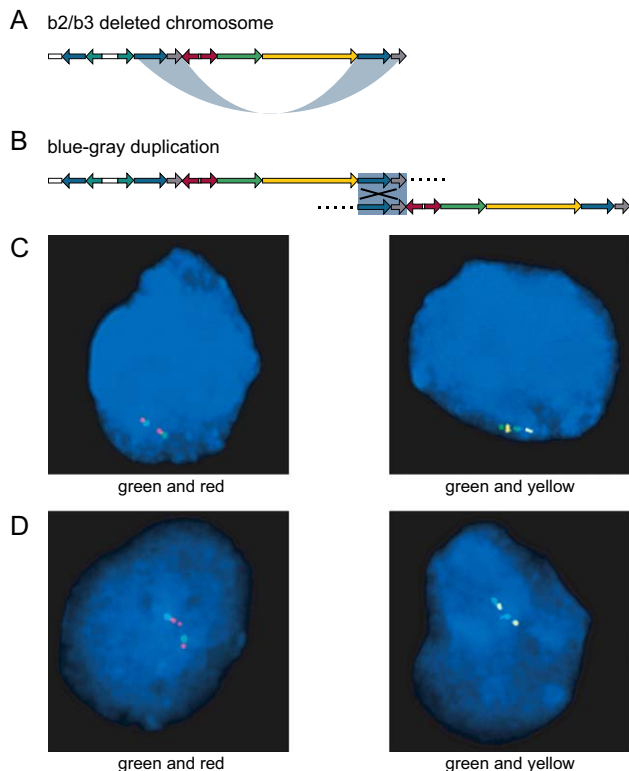 A
b2/b3 deleted chromosome
B
blue-gray duplication
C
green and red
green and yellow
D
green and red
green and yellow